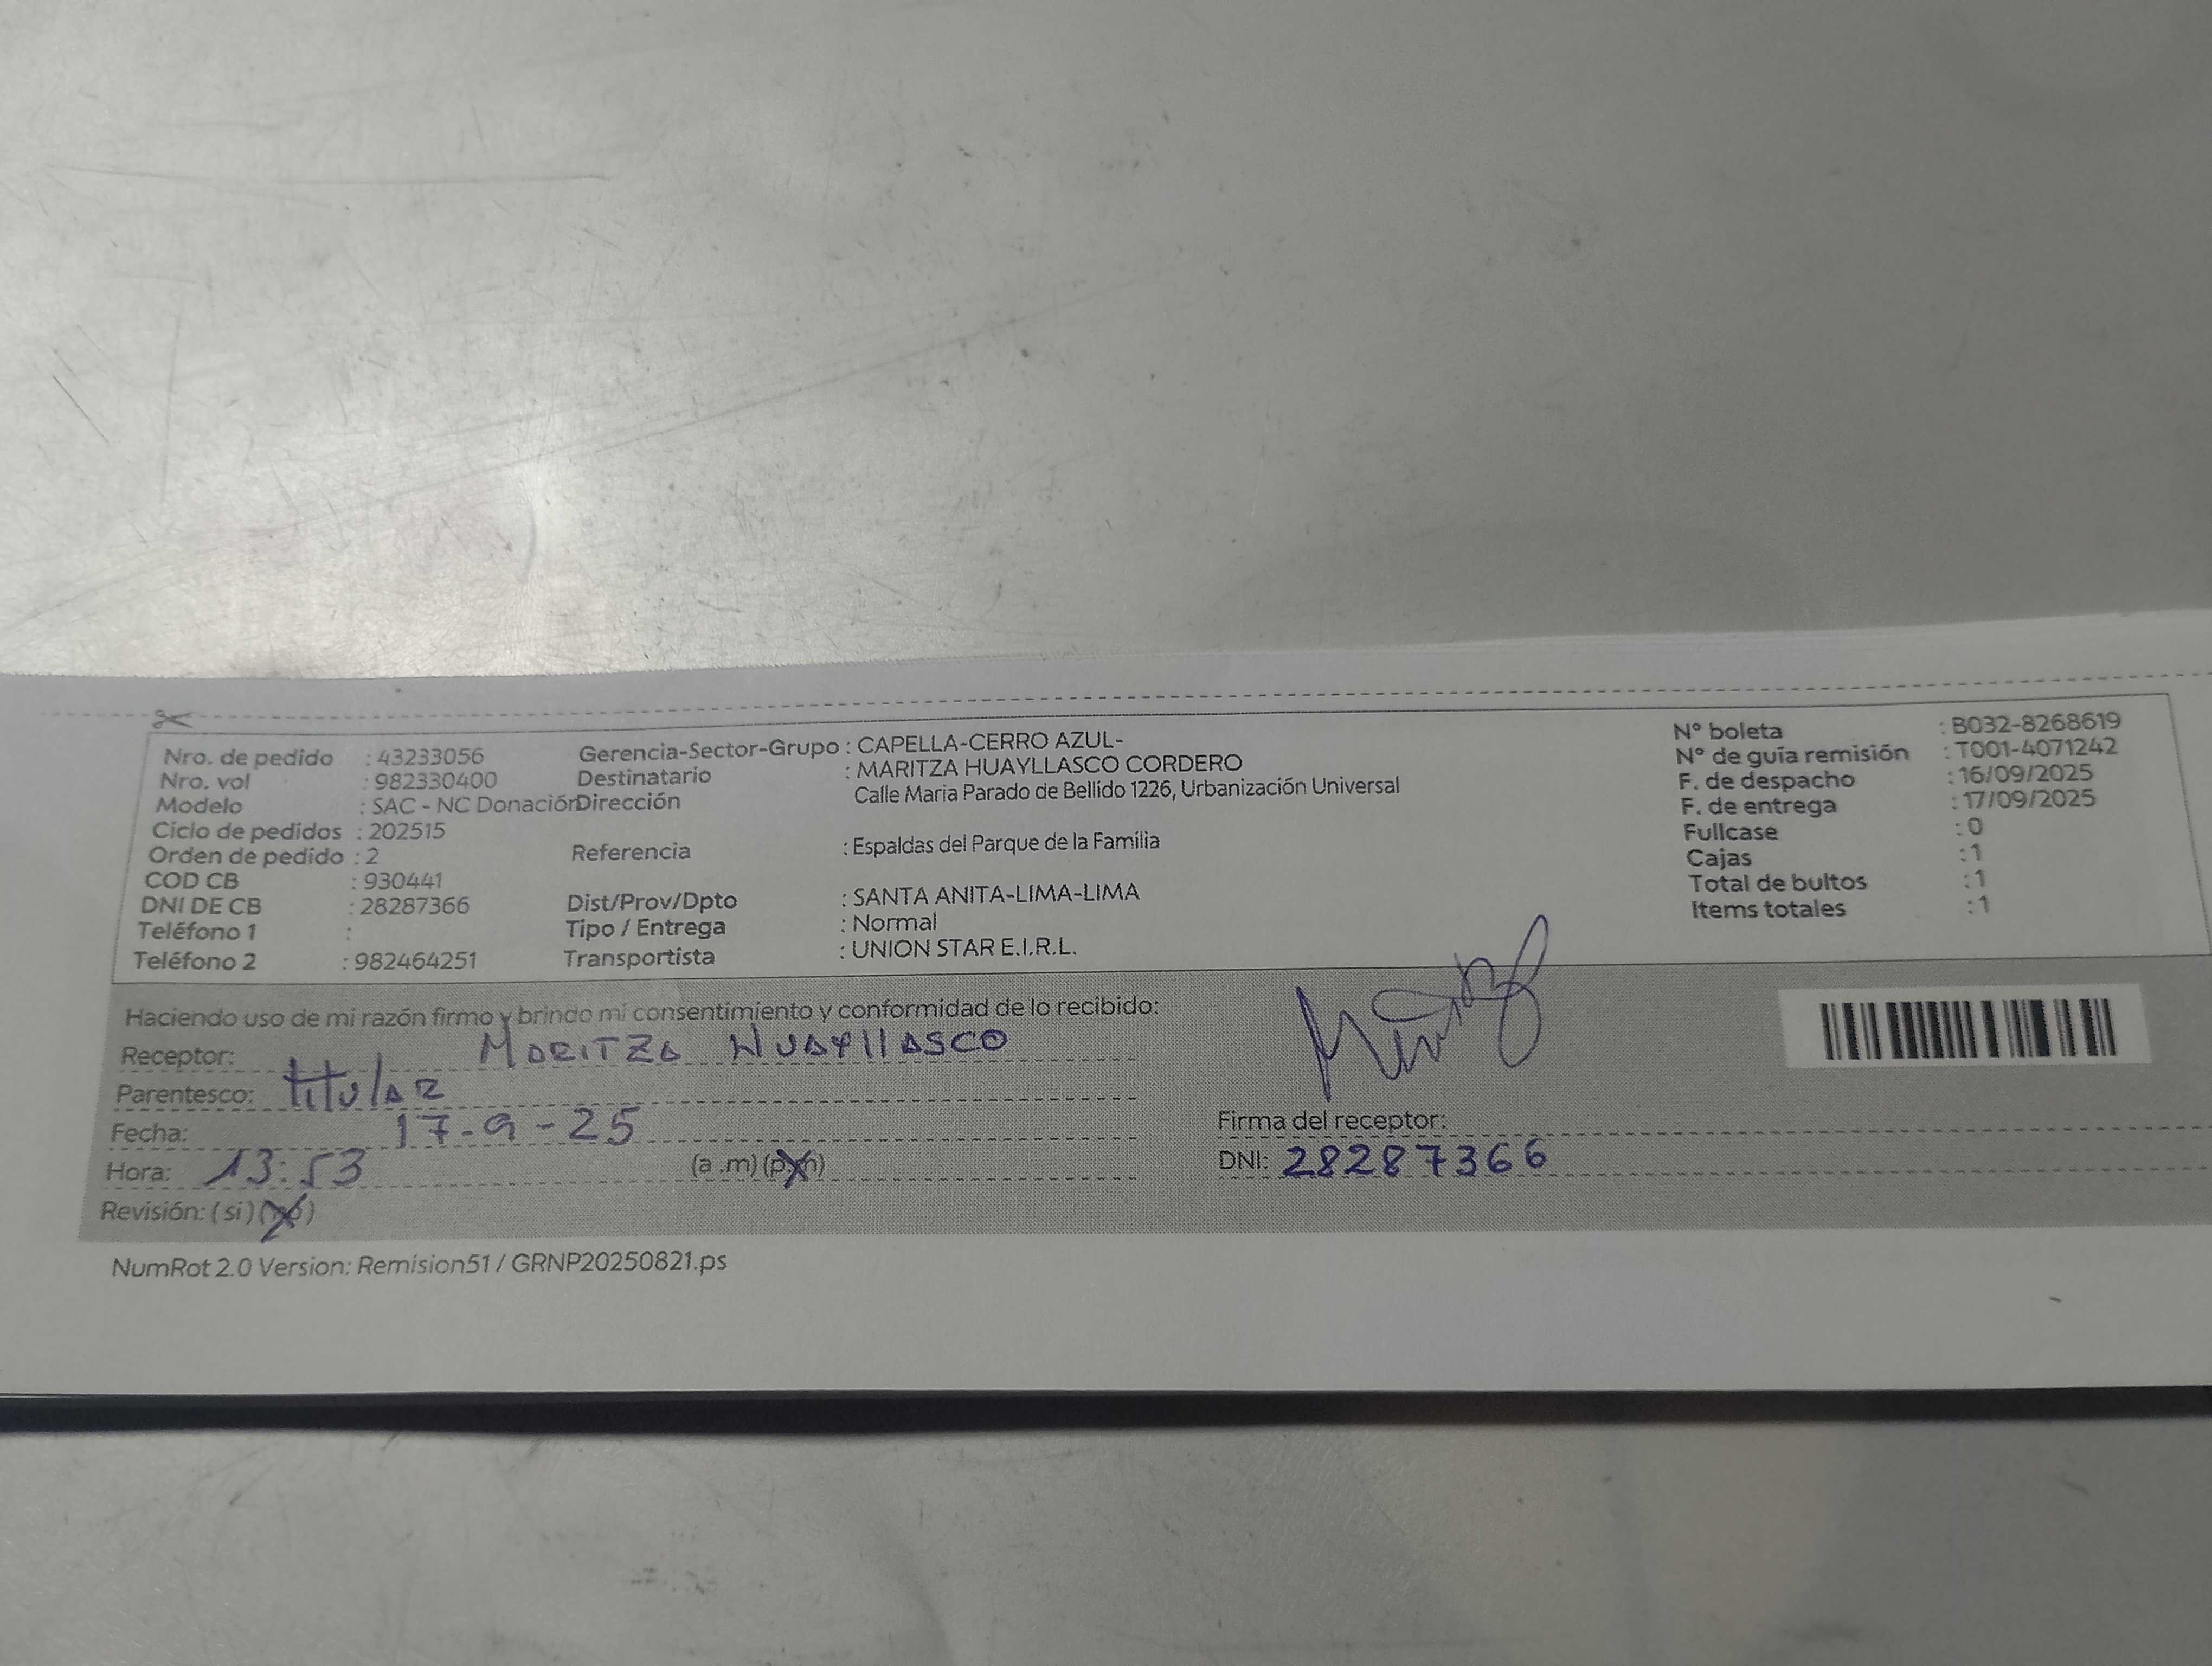 Nro. de pedido : 43233056 Gerencia-Sector-Grupo : CAPELLA-CERRO AZUL- N° boleta : B032-8268619
Nro. vol : 982330400 Destinatario : MARITZA HUAYLLASCO CORDERO N° de guía remisión : T001-4071242
Modelo : SAC - NC Donación Dirección Calle Maria Parado de Bellido 1226, Urbanización Universal F. de despacho : 16/09/2025
Ciclo de pedidos : 202515 F. de entrega : 17/09/2025
Orden de pedido : 2 Referencia : Espaldas del Parque de la Familia Fullcase : 0
COD CB : 930441 Cajas : 1
DNI DE CB : 28287366 Dist/Prov/Dpto : SANTA ANITA-LIMA-LIMA Total de bultos : 1
Teléfono 1 : Tipo / Entrega : Normal Items totales : 1
Teléfono 2 : 982464251 Transportista : UNION STAR E.I.R.L.
Haciendo uso de mi razón firmo y brindo mi consentimiento y conformidad de lo recibido:
Receptor: MARITZA HUAYllASCO
Parentesco: titular
Fecha: 17-9-25 Firma del receptor:
Hora: 13:53 (a .m) (p.m) DNI: 28287366
Revisión: ( si ) (no)
NumRot 2.0 Version: Remision51 / GRNP20250821.ps